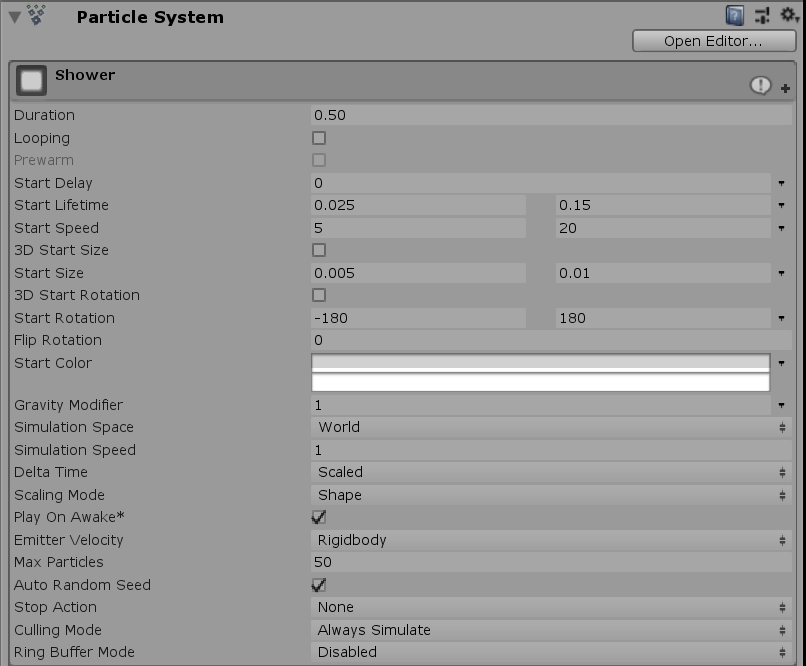 Particle System
Open Editor...
Shower
Duration 0.50
Looping
Prewarm
Start Delay 0
Start Lifetime 0.025 0.15
Start Speed 5 20
3D Start Size
Start Size 0.005 0.01
3D Start Rotation
Start Rotation -180 180
Flip Rotation 0
Start Color
Gravity Modifier 1
Simulation Space World
Simulation Speed 1
Delta Time Scaled
Scaling Mode Shape
Play On Awake*
Emitter Velocity Rigidbody
Max Particles 50
Auto Random Seed
Stop Action None
Culling Mode Always Simulate
Ring Buffer Mode Disabled